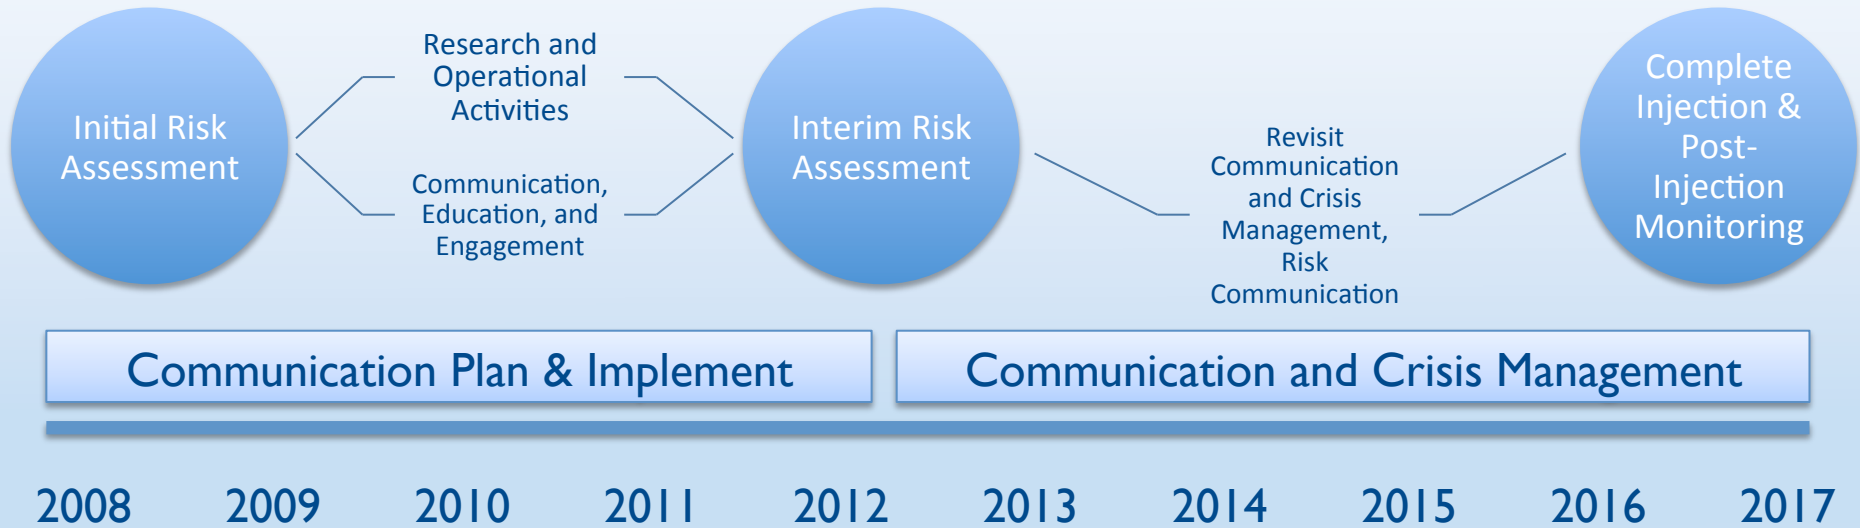 Initial Risk
Assessment
Research and
Operational
Activities
Communication,
Education, and
Engagement
Interim Risk
Assessment
Revisit
Communication
and Crisis
Management,
Risk
Communication
Complete
Injection &
Post-
Injection
Monitoring
Communication Plan & Implement
Communication and Crisis Management
2008 2009 2010 2011 2012 2013 2014 2015 2016 2017